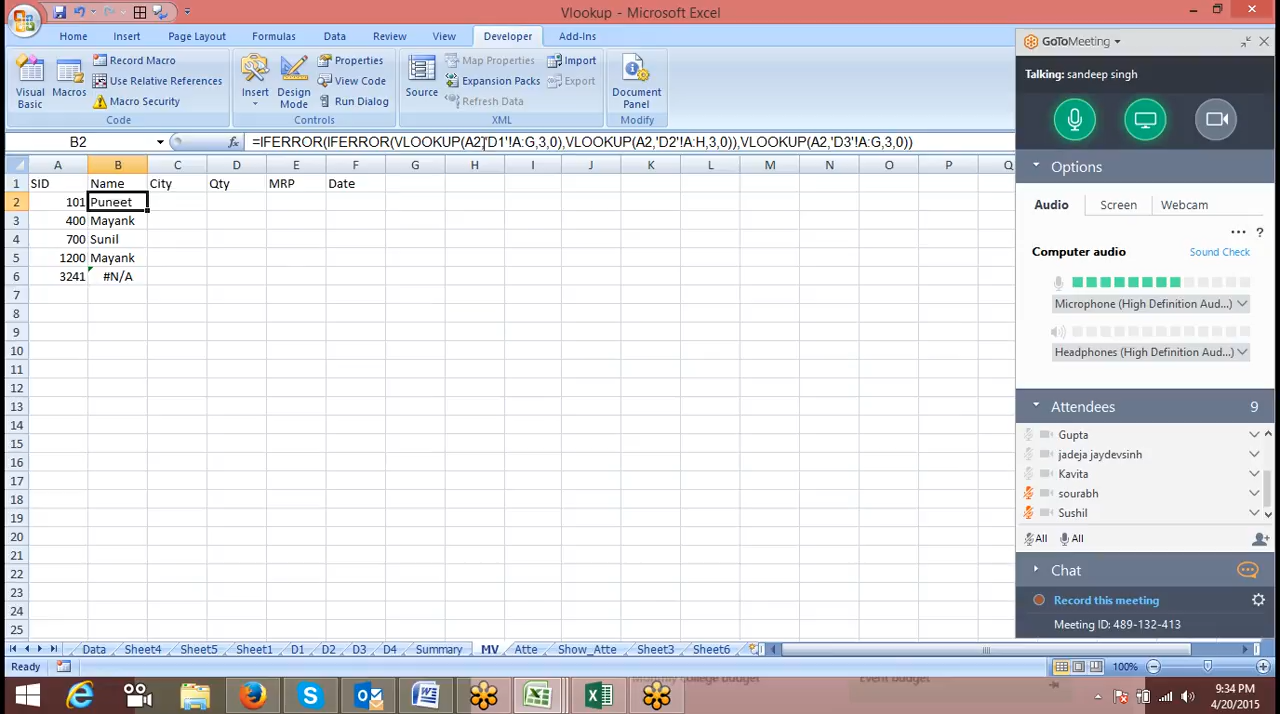 Vlookup - Microsoft Excel
Home Insert Page Layout Formulas Data Review View Developer Add-Ins
Visual Basic
Macros
Record Macro
Use Relative References
Macro Security
Code
Insert
Design Mode
Properties
View Code
Run Dialog
Controls
Source
Map Properties
Expansion Packs
Refresh Data
Import
Export
XML
Document Panel
Modify
B2
fx
=IFERROR(IFERROR(VLOOKUP(A2,'D1'!A:G,3,0),VLOOKUP(A2,'D2'!A:H,3,0)),VLOOKUP(A2,'D3'!A:G,3,0))
A B C D E F G H I J K L M N O P Q
1 SID Name City Qty MRP Date
2 101 Puneet
3 400 Mayank
4 700 Sunil
5 1200 Mayank
6 3241 #N/A
7
8
9
10
11
12
13
14
15
16
17
18
19
20
21
22
23
24
25
Data Sheet4 Sheet5 Sheet1 D1 D2 D3 D4 Summary MV Atte Show_Atte Sheet3 Sheet6
Ready
100%
GoToMeeting
Talking: sandeep singh
Options
Audio Screen Webcam
... ?
Computer audio Sound Check
Microphone (High Definition Aud...)
Headphones (High Definition Aud...)
Attendees 9
Gupta
jadeja jaydevsinh
Kavita
sourabh
Sushil
All All
Chat
Record this meeting
Meeting ID: 489-132-413
Monthly college budget
Event budget
9:34 PM
4/20/2015